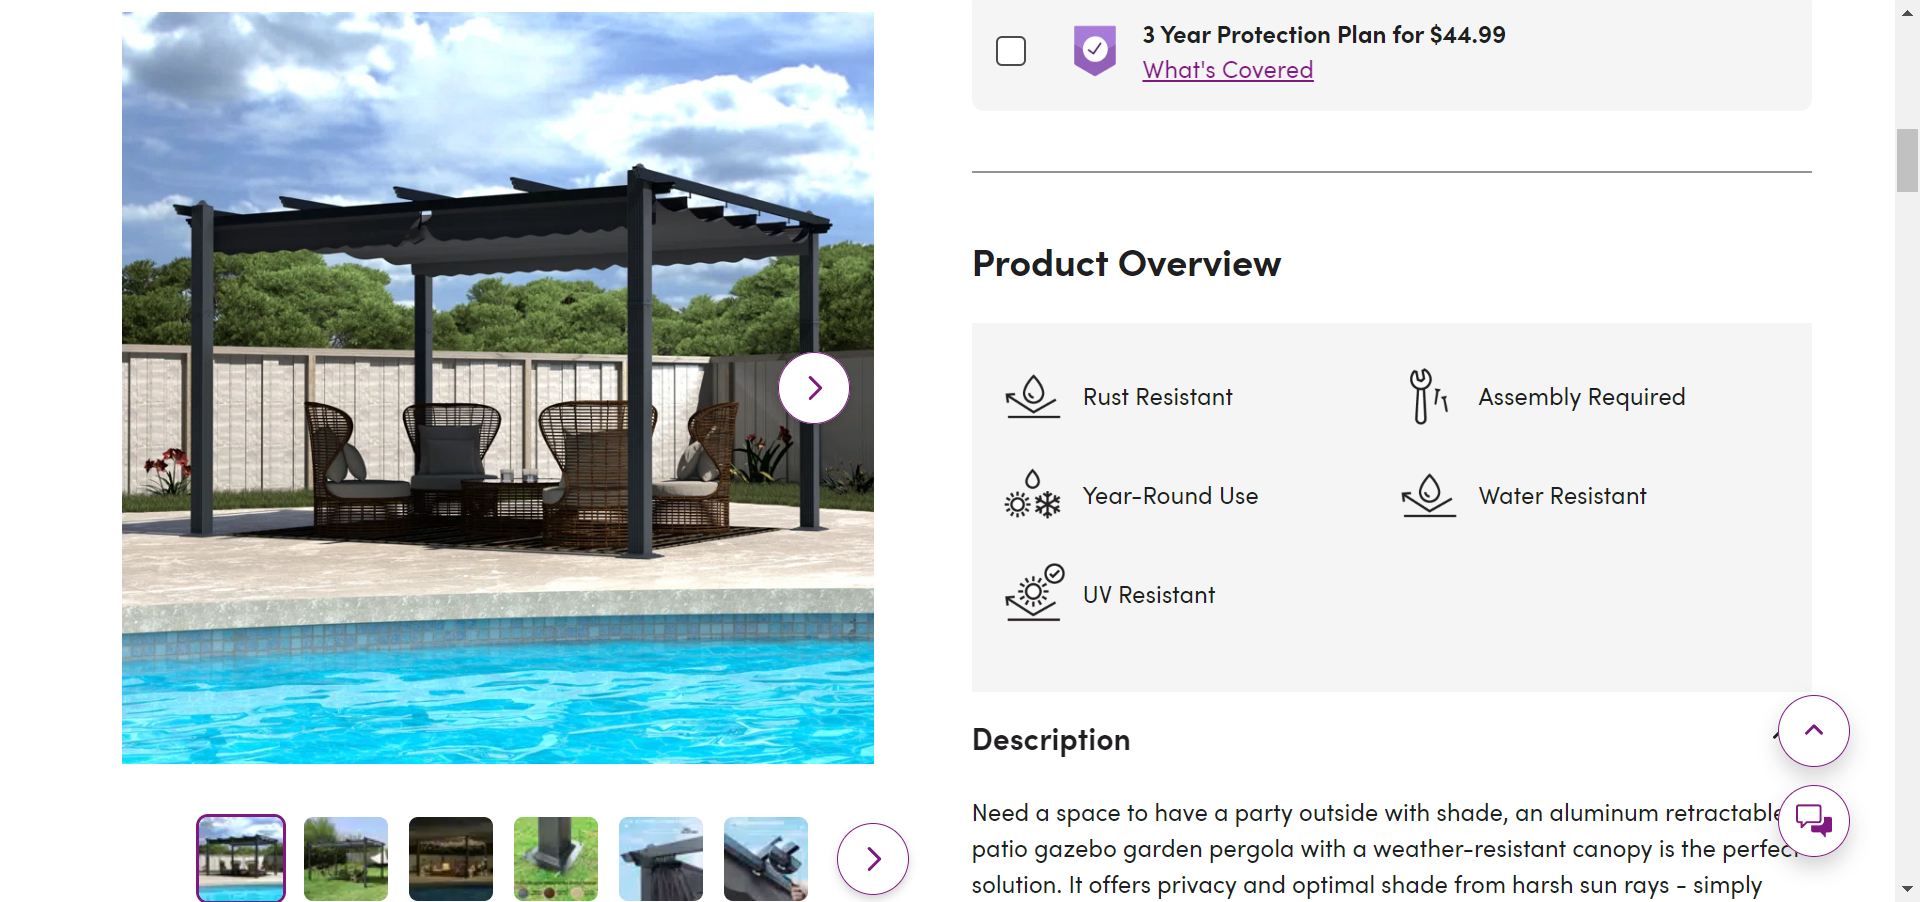 3 Year Protection Plan for $44.99
What's Covered
Product Overview
Rust Resistant
Assembly Required
Year-Round Use
Water Resistant
UV Resistant
Description
Need a space to have a party outside with shade, an aluminum retractable
patio gazebo garden pergola with a weather-resistant canopy is the perfect
solution. It offers privacy and optimal shade from harsh sun rays - simply